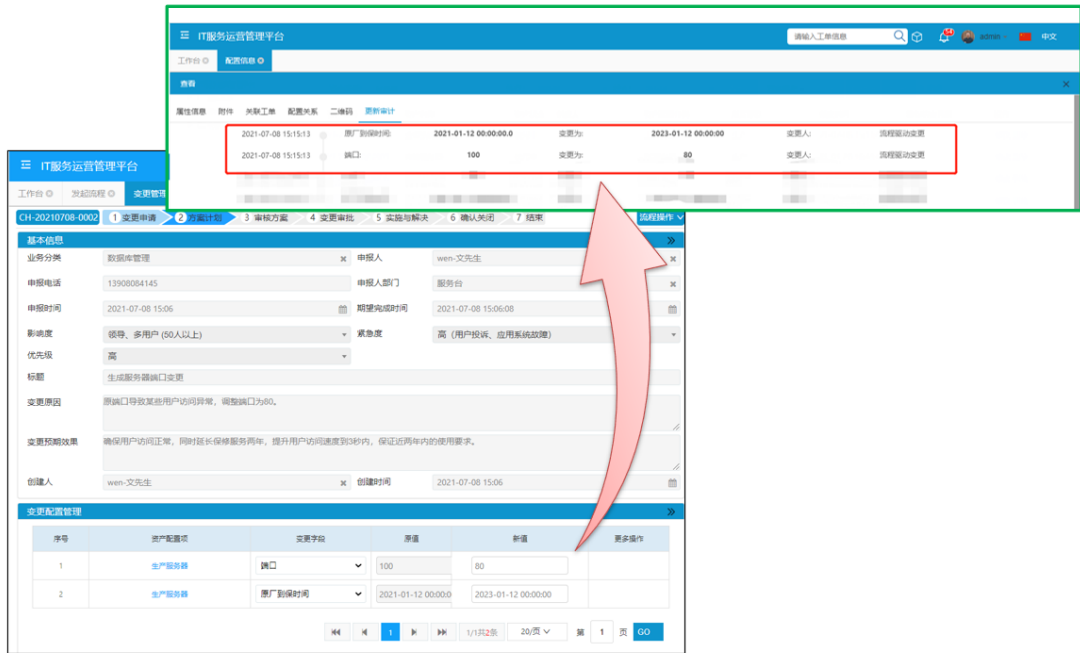 IT服务运营管理平台
请输入工单信息
14
admin
中文
工作台
配置信息
查看
属性信息 附件 关联工单 配置关系 二维码 更新审计
2021-07-08 15:15:13 原厂到保时间: 2021-01-12 00:00:00.0 变更为: 2023-01-12 00:00:00 变更人: 流程驱动变更
2021-07-08 15:15:13 端口: 100 变更为: 80 变更人: 流程驱动变更
IT服务运营管理平台
工作台 发起流程 变更管理
CH-20210708-0002 1 变更申请 2 方案计划 3 审核方案 4 变更审批 5 实施与解决 6 确认关闭 7 结束 流程操作
基本信息
业务分类 数据库管理 申报人 wen-文先生
申报电话 13908084145 申报人部门 服务台
申报时间 2021-07-08 15:06 期望完成时间 2021-07-08 15:06:08
影响度 领导、多用户 (50人以上) 紧急度 高（用户投诉、应用系统故障）
优先级 高
标题 生成服务器端口变更
变更原因 原端口导致某些用户访问异常，调整端口为80。
变更预期效果 确保用户访问正常，同时延长保修服务两年，提升用户访问速度到3秒内，保证近两年内的使用要求。
创建人 wen-文先生 创建时间 2021-07-08 15:06
变更配置管理
序号 资产配置项 变更字段 原值 新值 更多操作
1 生产服务器 端口 100 80
2 生产服务器 原厂到保时间 2021-01-12 00:00:0 2023-01-12 00:00:00
1 1/1共2条 20/页 第 1 页 GO